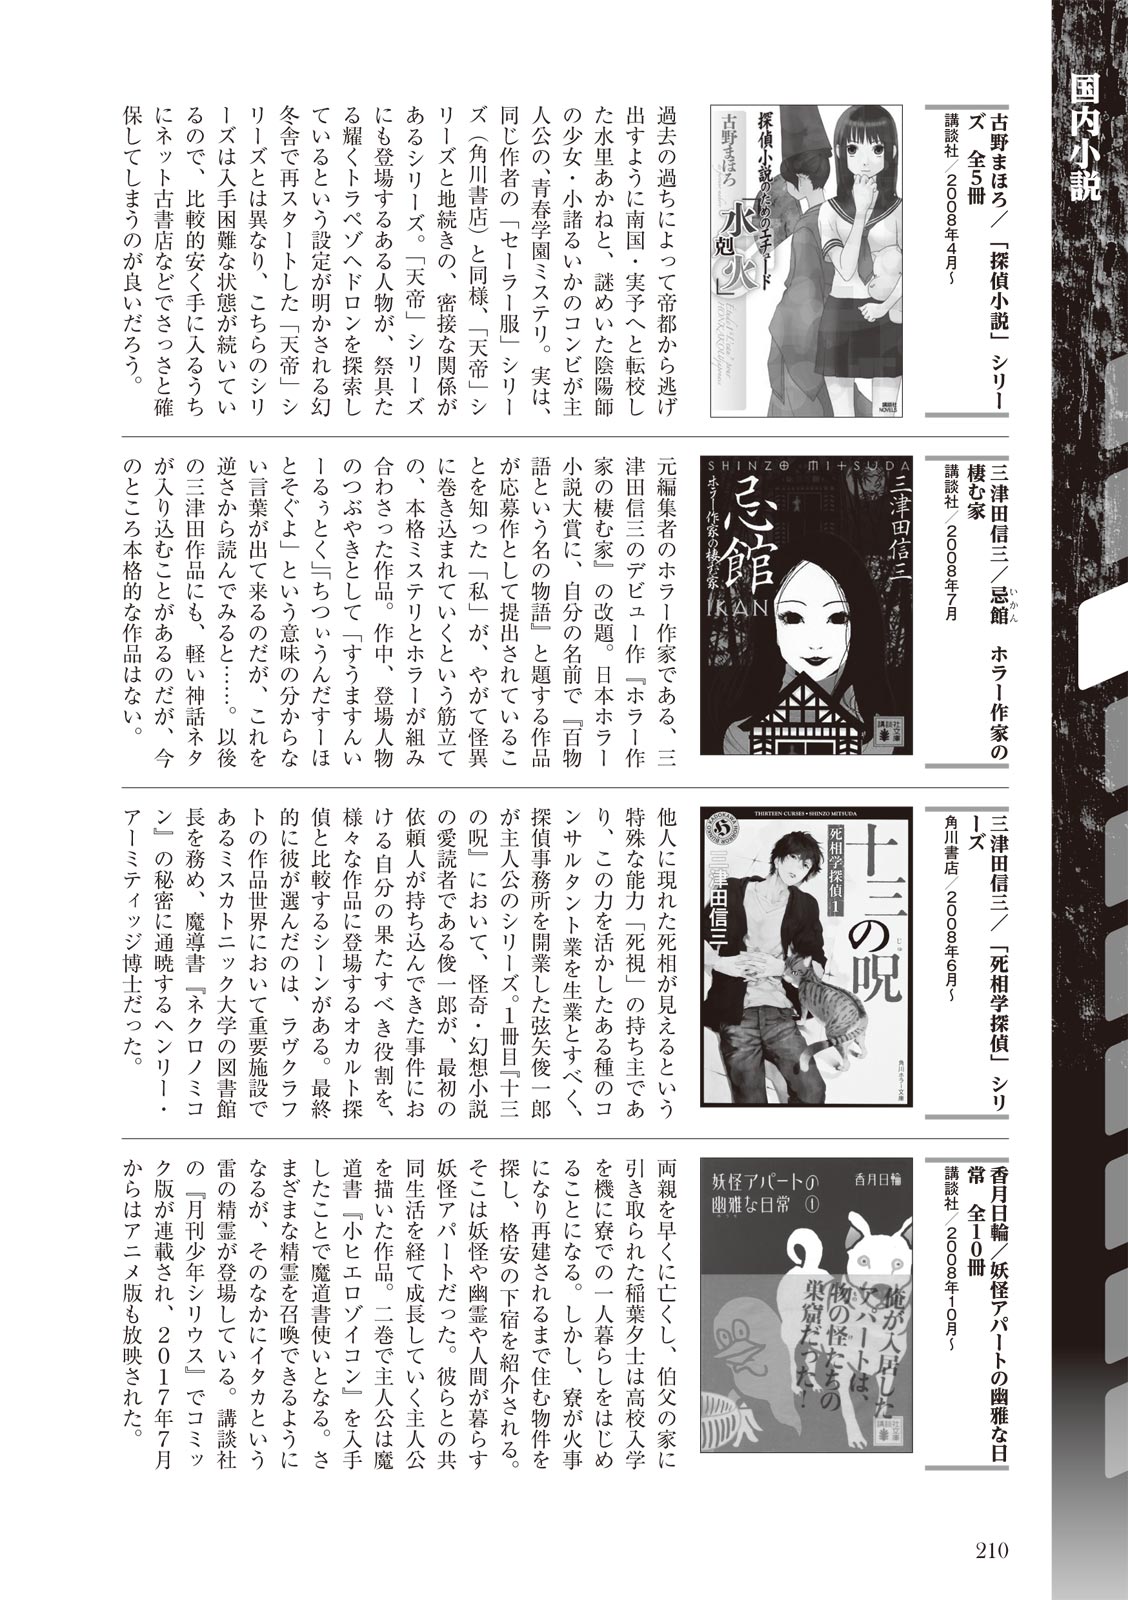 国内小説
古野まほろ／「探偵小説」シリー
ズ　全5冊
講談社／2008年4月～
探偵小説のためのエチュード
「水剋火」
古野まほろ
講談社
NOVELS
過去の過ちによって帝都から逃げ
出すように南国・実予へと転校し
た水里あかねと、謎めいた陰陽師
の少女・小諸るいかのコンビが主
人公の、青春学園ミステリ。実は、
同じ作者の「セーラー服」シリー
ズ（角川書店）と同様、「天帝」シ
リーズと地続きの、密接な関係が
あるシリーズ。「天帝」シリーズ
にも登場するある人物が、祭具た
る耀くトラペゾヘドロンを探索し
ているという設定が明かされる幻
冬舎で再スタートした「天帝」シ
リーズとは異なり、こちらのシリ
ーズは入手困難な状態が続いてい
るので、比較的安く手に入るうち
にネット古書店などでさっさと確
保してしまうのが良いだろう。
三津田信三／忌館　ホラー作家の
いかん
棲む家
講談社／2008年7月
SHINZO MITSUDA
三津田信三
忌館
ホラー作家の棲む家
IKAN
講談社文庫
元編集者のホラー作家である、三
津田信三のデビュー作『ホラー作
家の棲む家』の改題。日本ホラー
小説大賞に、自分の名前で『百物
語という名の物語』と題する作品
が応募作として提出されているこ
とを知った「私」が、やがて怪異
に巻き込まれていくという筋立て
の、本格ミステリとホラーが組み
合わさった作品。作中、登場人物
のつぶやきとして「すうますんい
ーるぅとく」「ちつぃうんだすーほ
とそぐよ」という意味の分からな
い言葉が出て来るのだが、これを
逆さから読んでみると……。以後
の三津田作品にも、軽い神話ネタ
が入り込むことがあるのだが、今
のところ本格的な作品はない。
三津田信三／「死相学探偵」シリ
ーズ
角川書店／2008年6月～
THIRTEEN CURSES・SHINZO MITSUDA
KADOKAWA HORROR BUNKO
十三の呪
じゅ
死相学探偵1
三津田信三
角川ホラー文庫
他人に現れた死相が見えるという
特殊な能力「死視」の持ち主であ
り、この力を活かしたある種のコ
ンサルタント業を生業とすべく、
探偵事務所を開業した弦矢俊一郎
が主人公のシリーズ。1冊目『十三
の呪』において、怪奇・幻想小説
の愛読者である俊一郎が、最初の
依頼人が持ち込んできた事件にお
ける自分の果たすべき役割を、
様々な作品に登場するオカルト探
偵と比較するシーンがある。最終
的に彼が選んだのは、ラヴクラフ
トの作品世界において重要施設で
あるミスカトニック大学の図書館
長を務め、魔導書『ネクロノミコ
ン』の秘密に通暁するヘンリー・
アーミティッジ博士だった。
香月日輪／妖怪アパートの幽雅な日
常　全10冊
講談社／2008年10月～
妖怪アパートの
幽雅な日常①
香月日輪
俺が入居した
アパートは、
物の怪たちの
巣窟だった！
講談社文庫
両親を早くに亡くし、伯父の家に
引き取られた稲葉夕士は高校入学
を機に寮での一人暮らしをはじめ
ることになる。しかし、寮が火事
になり再建されるまで住む物件を
探し、格安の下宿を紹介される。
そこは妖怪や幽霊や人間が暮らす
妖怪アパートだった。彼らとの共
同生活を経て成長していく主人公
を描いた作品。二巻で主人公は魔
道書『小ヒエロゾイコン』を入手
したことで魔道書使いとなる。さ
まざまな精霊を召喚できるように
なるが、そのなかにイタカという
雷の精霊が登場している。講談社
の『月刊少年シリウス』でコミッ
ク版が連載され、2017年7月
からはアニメ版も放映された。
210